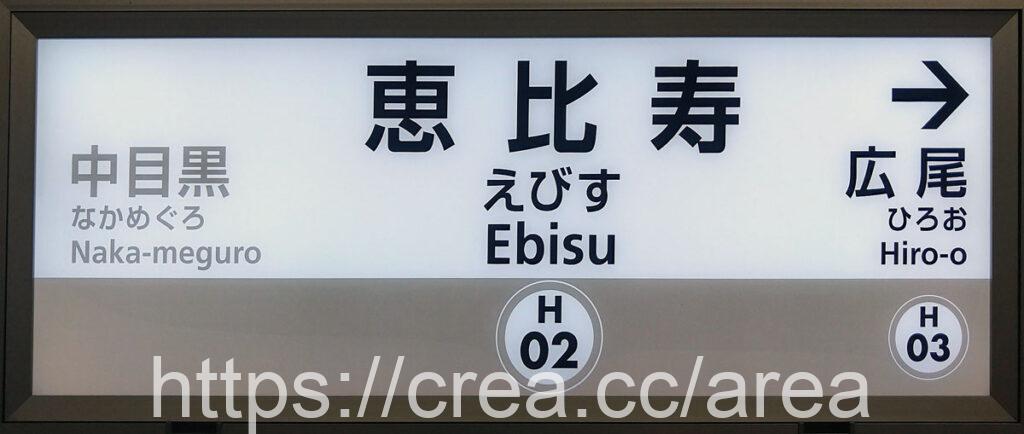 恵比寿
えびす
Ebisu
→
中目黒
なかめぐろ
Naka-meguro
広尾
ひろお
Hiro-o
H
02
H
03
https://crea.cc/area